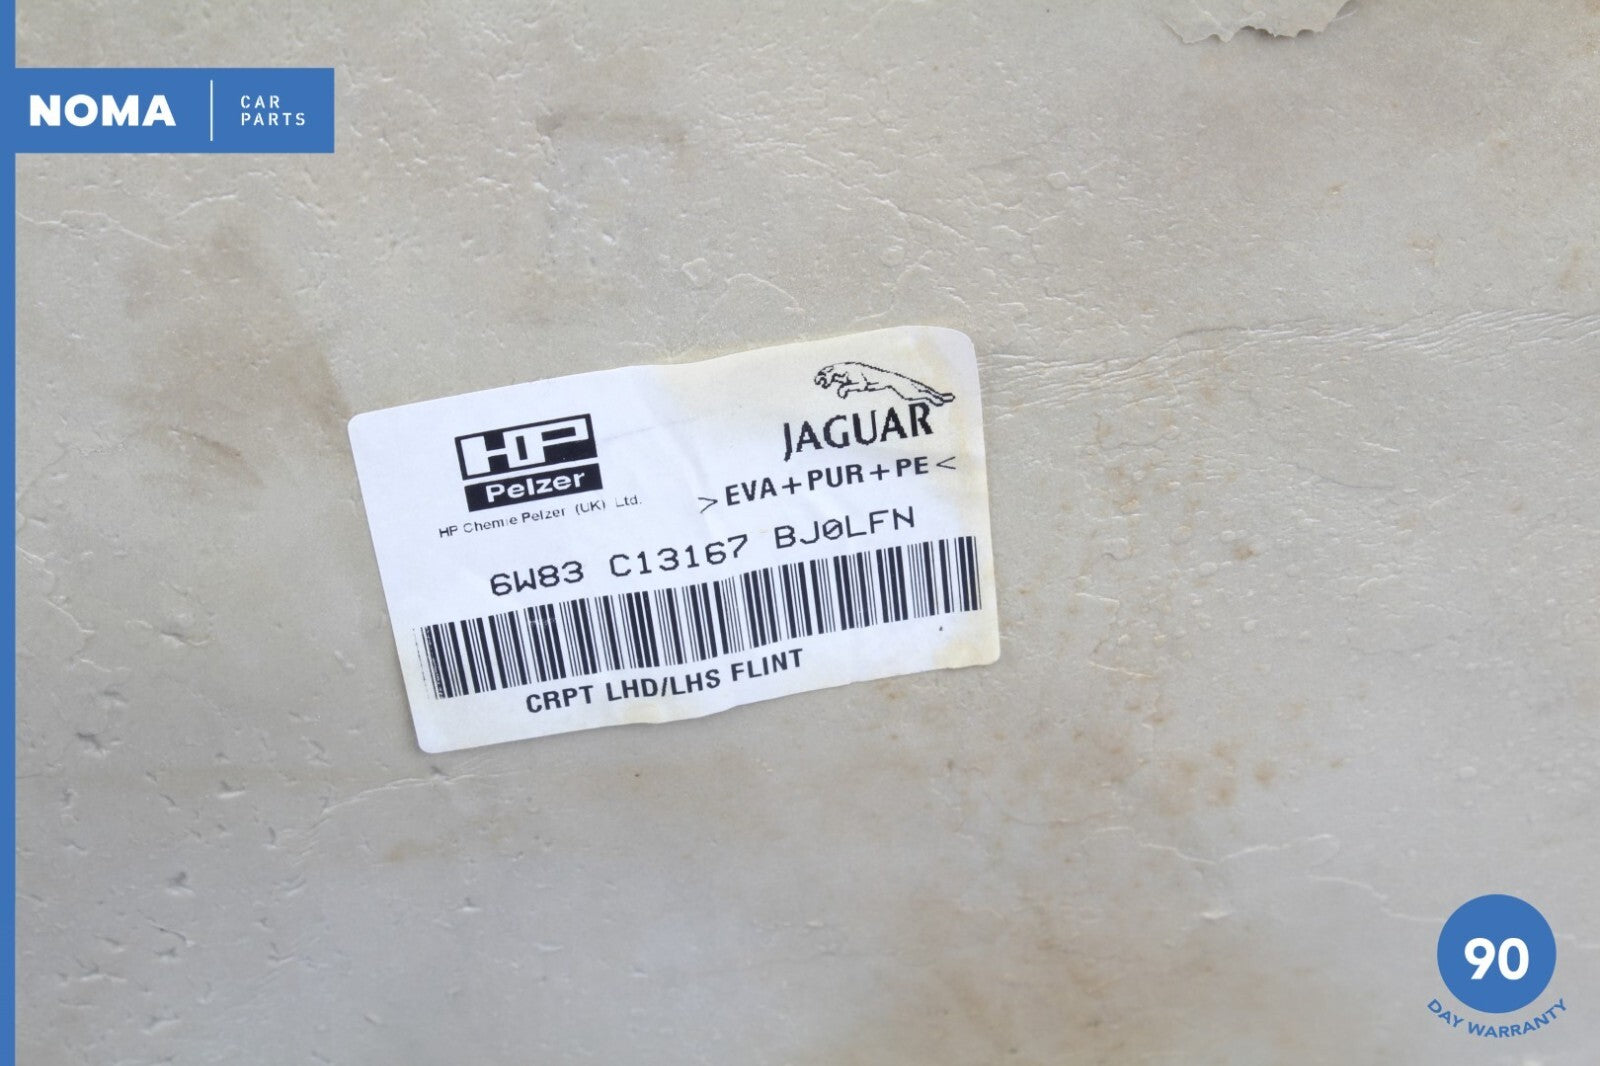 NOMA
CAR
PARTS
HP
Pelzer
HP Chemie Pelzer (UK) Ltd.
JAGUAR
>EVA+PUR+PE<
6W83 C13167 BJ0LFN
CRPT LHD/LHS FLINT
90
DAY WARRANTY